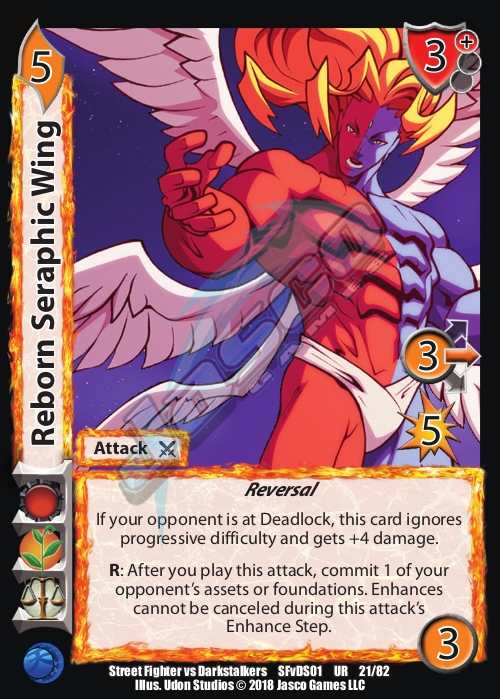 5
3
+
Reborn Seraphic Wing
JASCO
GAMES
3
5
Attack
Reversal
If your opponent is at Deadlock, this card ignores
progressive difficulty and gets +4 damage.
R: After you play this attack, commit 1 of your
opponent's assets or foundations. Enhances
cannot be canceled during this attack's
Enhance Step.
3
Street Fighter vs Darkstalkers SFvDS01 UR 21/82
Illus. Udon Studios © 2018 Jasco Games LLC